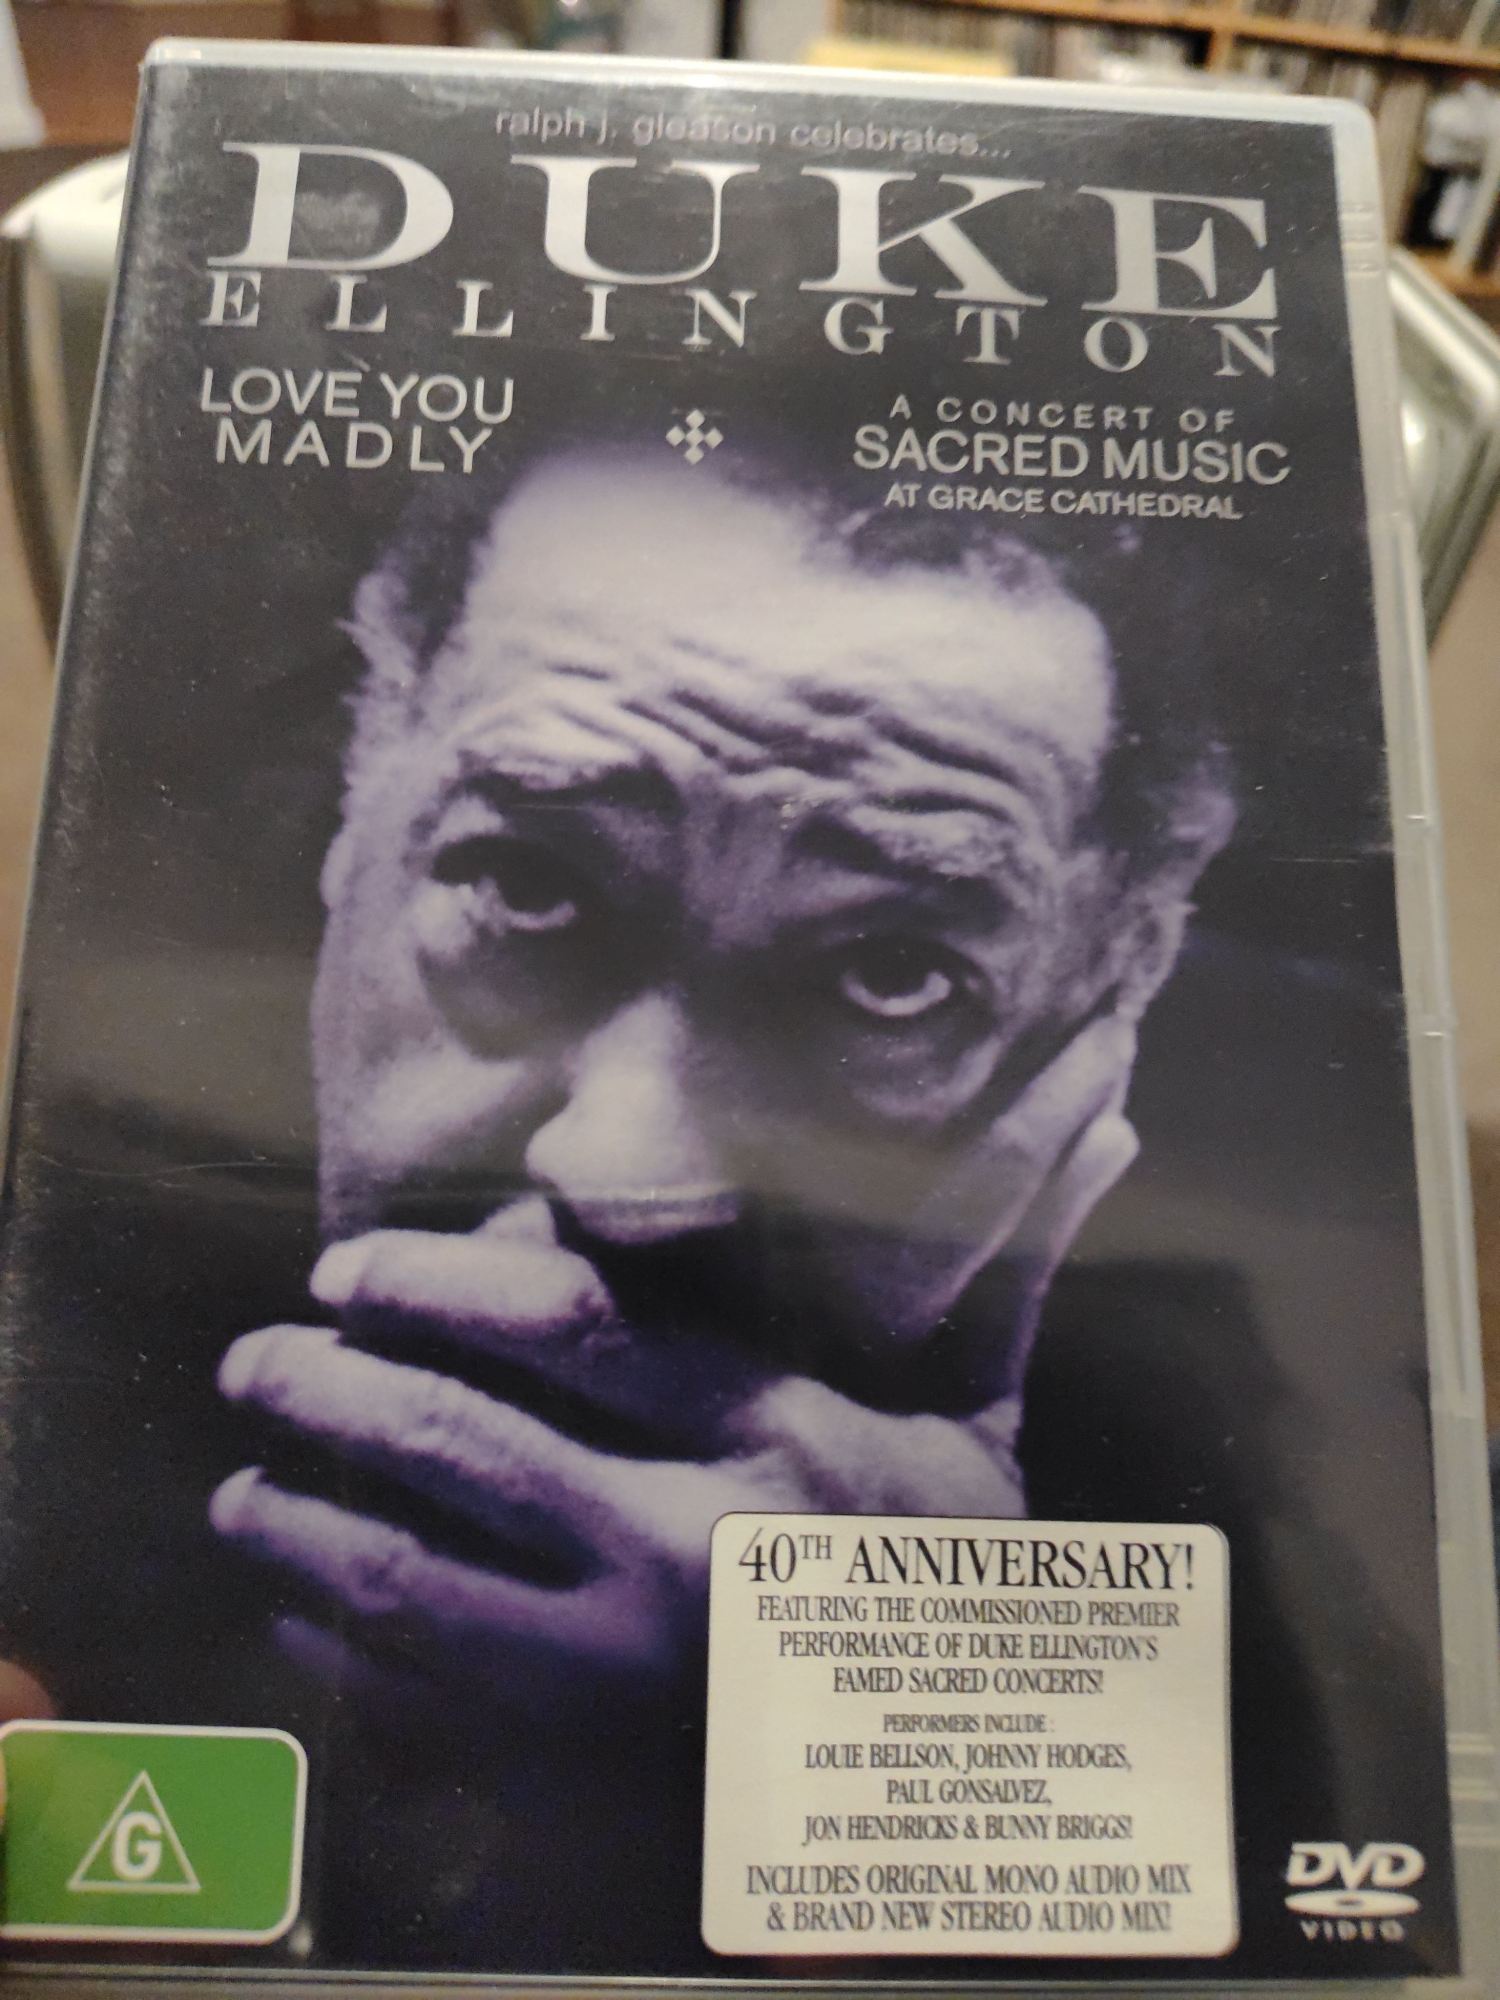 ralph j. gleason celebrates...
DUKE
ELLINGTON
LOVE YOU
MADLY
A CONCERT OF
SACRED MUSIC
AT GRACE CATHEDRAL
40TH ANNIVERSARY!
FEATURING THE COMMISSIONED PREMIER
PERFORMANCE OF DUKE ELLINGTON'S
FAMED SACRED CONCERTS!
PERFORMERS INCLUDE :
LOUIE BELLSON, JOHNNY HODGES,
PAUL GONSALVEZ,
JON HENDRICKS & BUNNY BRIGGS!
INCLUDES ORIGINAL MONO AUDIO MIX
& BRAND NEW STEREO AUDIO MIX!
G
DVD
VIDEO